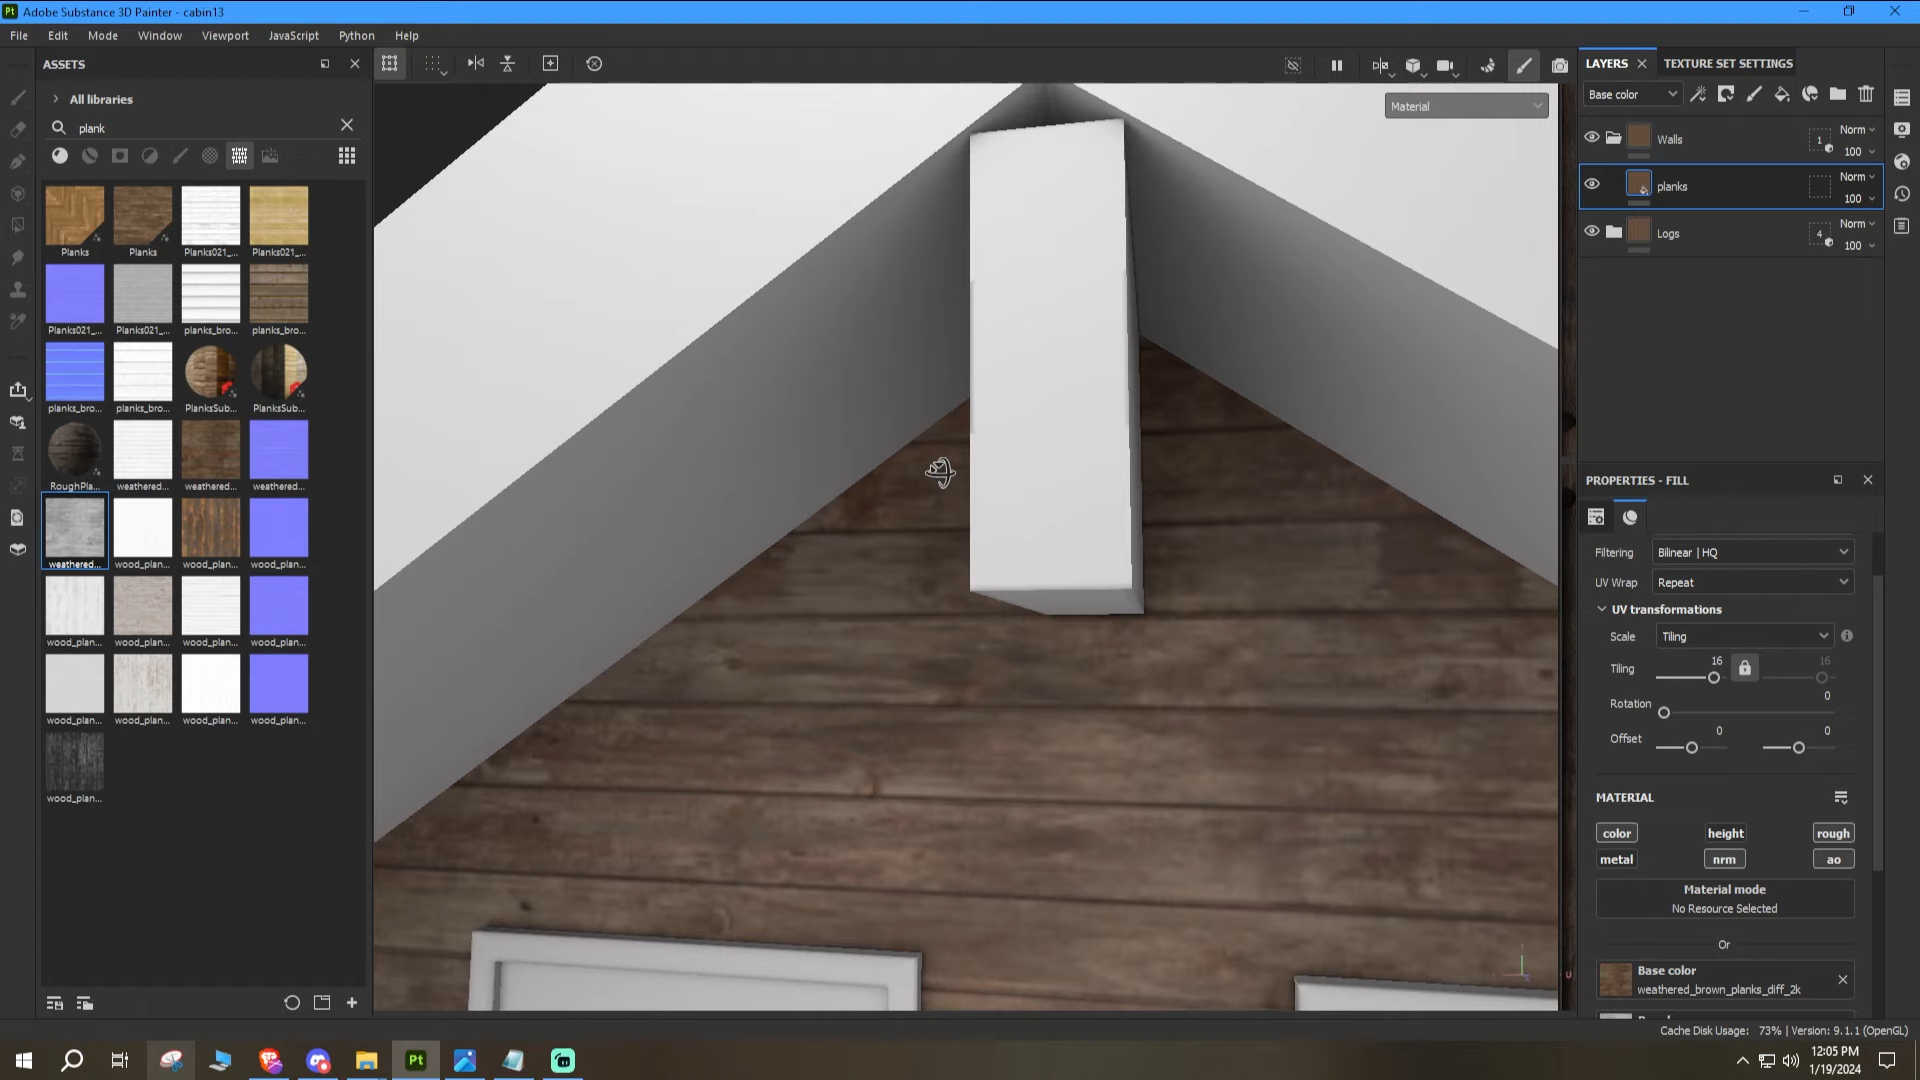 Pt Adobe Substance 3D Painter - cabin13
File Edit Mode Window Viewport JavaScript Python Help
ASSETS
All libraries
plank
Planks Planks Planks021_... Planks021_...
Planks021_... Planks021_... planks_bro... planks_bro...
planks_bro... planks_bro... PlanksSub... PlanksSub...
RoughPla... weathered... weathered... weathered...
weathered... wood_plan... wood_plan... wood_plan...
wood_plan... wood_plan... wood_plan... wood_plan...
wood_plan... wood_plan... wood_plan... wood_plan...
wood_plan...
Material
LAYERS TEXTURE SET SETTINGS
Base color
Walls 1 Norm
100
planks Norm
100
Logs 4 Norm
100
PROPERTIES - FILL
Filtering Bilinear | HQ
UV Wrap Repeat
UV transformations
Scale Tiling
Tiling 16 16
Rotation 0
Offset 0 0
MATERIAL
color height rough
metal nrm ao
Material mode
No Resource Selected
Or
Base color
weathered_brown_planks_diff_2k
Cache Disk Usage: 73% | Version: 9.1.1 (OpenGL)
Pt
12:05 PM
1/19/2024